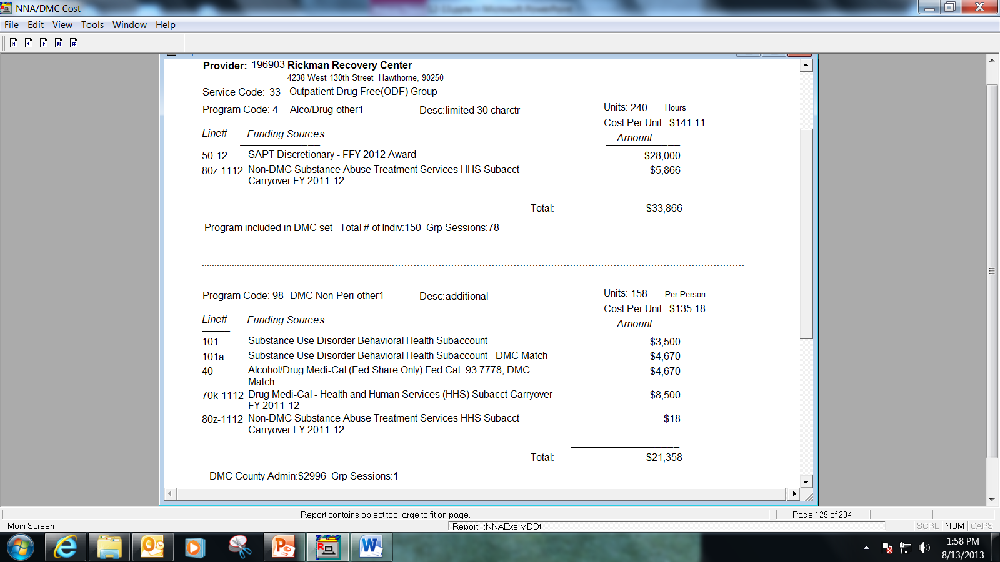 NNA/DMC Cost
File Edit View Tools Window Help
Provider: 196903 Rickman Recovery Center
4238 West 130th Street Hawthorne, 90250
Service Code: 33 Outpatient Drug Free(ODF) Group
Program Code: 4 Alco/Drug-other1 Desc:limited 30 charctr Units: 240 Hours
Cost Per Unit: $141.11
Line# Funding Sources Amount
50-12 SAPT Discretionary - FFY 2012 Award $28,000
80z-1112 Non-DMC Substance Abuse Treatment Services HHS Subacct $5,866
Carryover FY 2011-12
Total: $33,866
Program included in DMC set Total # of Indiv:150 Grp Sessions:78
Program Code: 98 DMC Non-Peri other1 Desc:additional Units: 158 Per Person
Cost Per Unit: $135.18
Line# Funding Sources Amount
101 Substance Use Disorder Behavioral Health Subaccount $3,500
101a Substance Use Disorder Behavioral Health Subaccount - DMC Match $4,670
40 Alcohol/Drug Medi-Cal (Fed Share Only) Fed.Cat. 93.7778, DMC $4,670
Match
70k-1112 Drug Medi-Cal - Health and Human Services (HHS) Subacct Carryover $8,500
FY 2011-12
80z-1112 Non-DMC Substance Abuse Treatment Services HHS Subacct $18
Carryover FY 2011-12
Total: $21,358
DMC County Admin:$2996 Grp Sessions:1
Report contains object too large to fit on page. Page 129 of 294
Main Screen Report: :NNAExe:MDDtl SCRL NUM CAPS
1:58 PM
8/13/2013